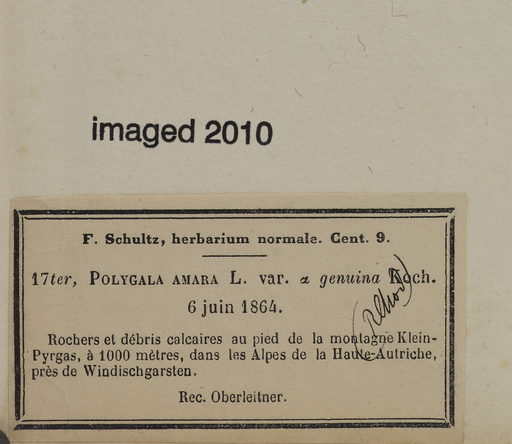 imaged 2010
F. Schultz, herbarium normale. Cent. 9.
17ter, POLYGALA AMARA L. var. α genuina Koch.
6 juin 1864.
Rochers et débris calcaires au pied de la montagne Klein-
Pyrgas, à 1000 mètres, dans les Alpes de la Haute-Autriche,
près de Windischgarsten.
Rec. Oberleitner.